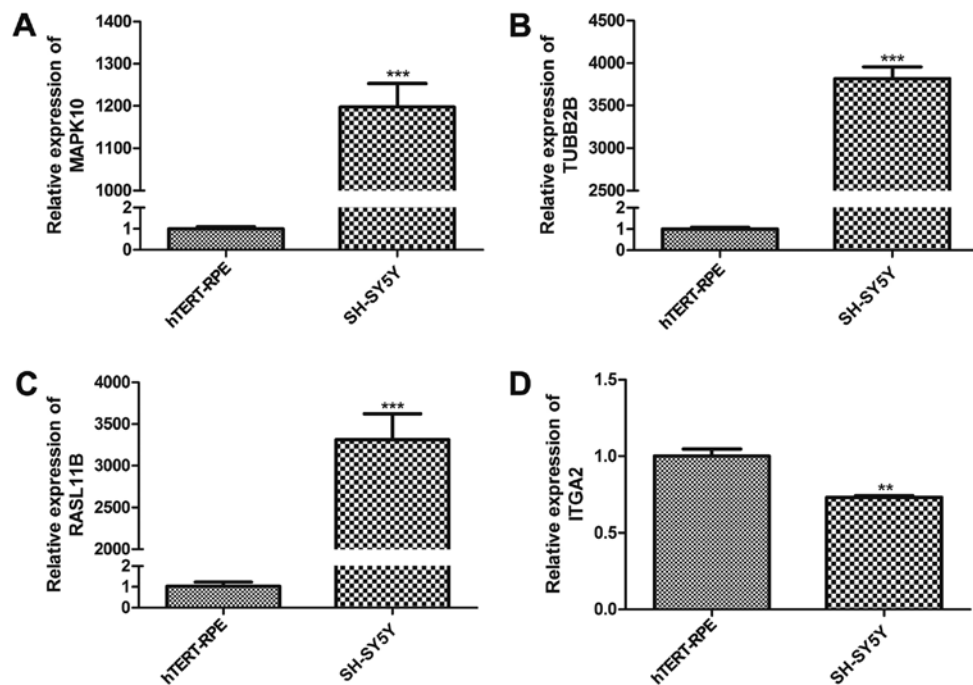 A
Relative expression of
MAPK10
1400
1300
1200
1100
1000
2
1
0
***
hTERT-RPE
SH-SY5Y
B
Relative expression of
TUBB2B
4500
4000
3500
3000
2500
2
1
0
***
hTERT-RPE
SH-SY5Y
C
Relative expression of
RASL11B
4000
3500
3000
2500
2000
2
1
0
***
hTERT-RPE
SH-SY5Y
D
Relative expression of
ITGA2
1.5
1.0
0.5
0.0
**
hTERT-RPE
SH-SY5Y